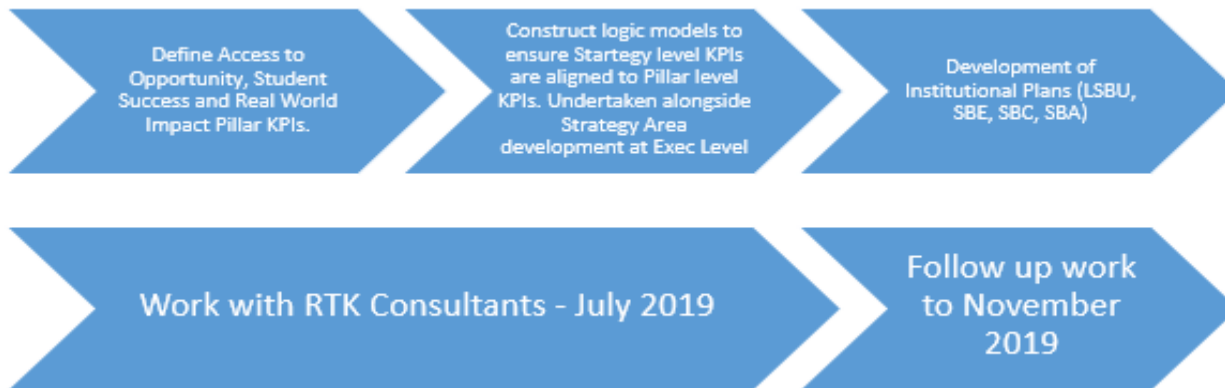 Define Access to
Opportunity, Student
Success and Real World
Impact Pillar KPIs.
Construct logic models to
ensure Startegy level KPIs
are aligned to Pillar level
KPIs. Undertaken alongside
Strategy Area
development at Exec Level
Development of
Institutional Plans (LSBU,
SBE, SBC, SBA)
Work with RTK Consultants - July 2019
Follow up work
to November
2019